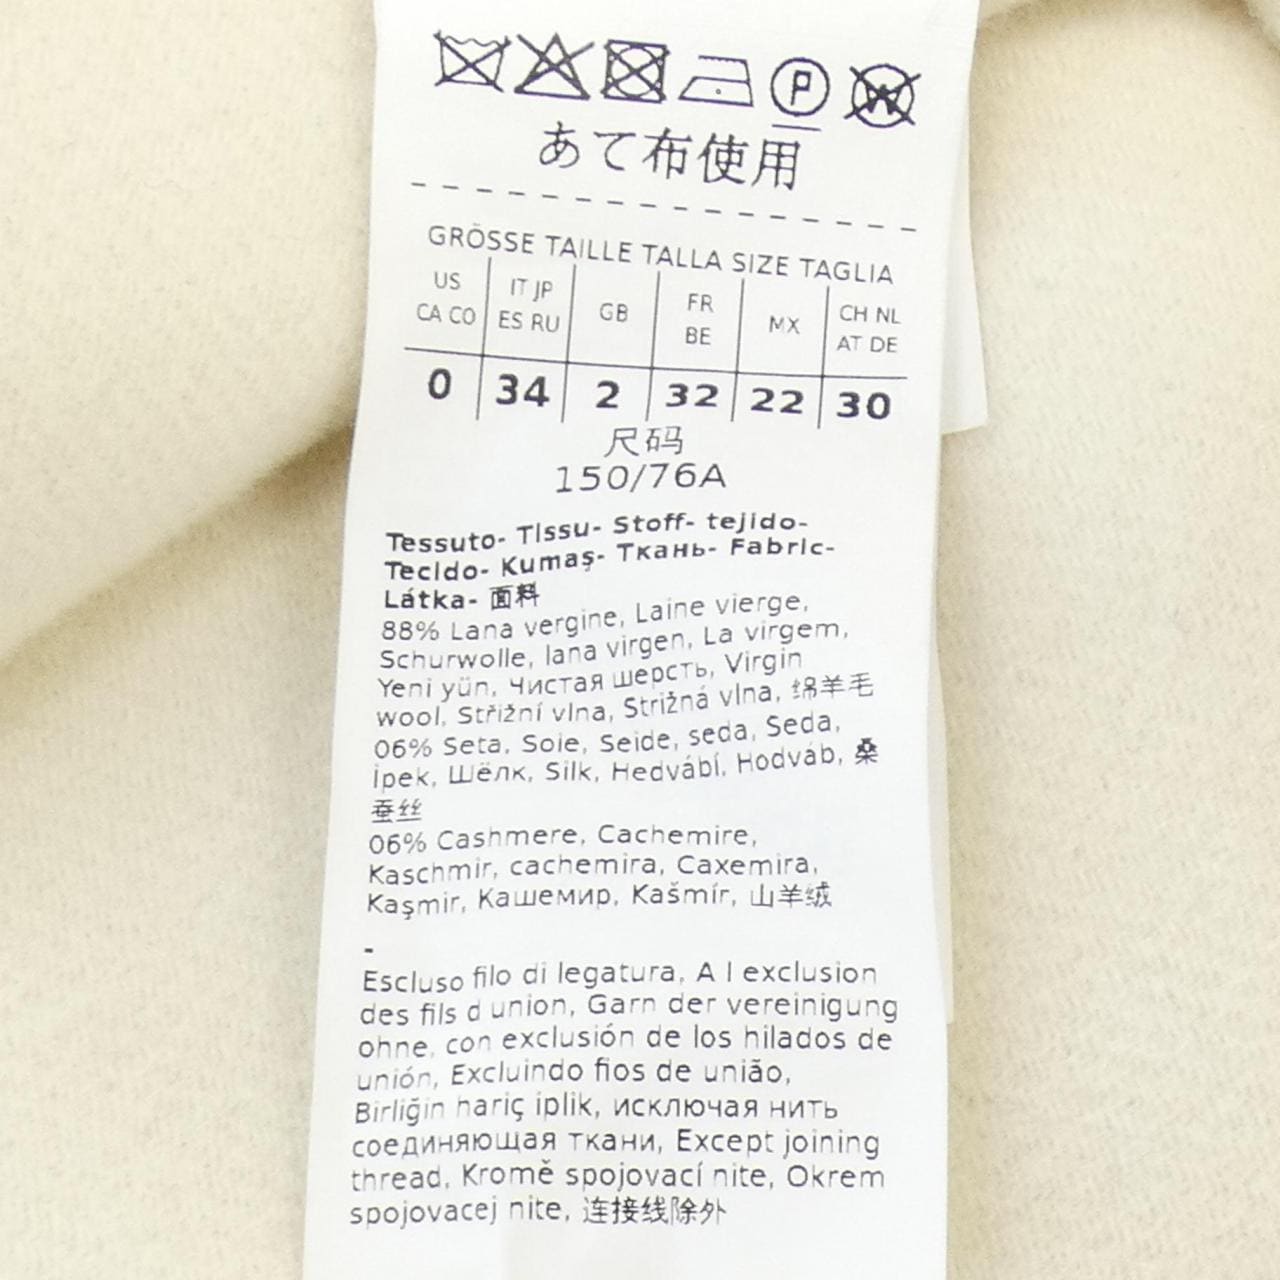 P W
あて布使用
GRÖSSE TAILLE TALLA SIZE TAGLIA
US CA CO IT JP ES RU GB FR BE MX CH NL AT DE
0 34 2 32 22 30
尺码
150/76A
Tessuto- Tissu- Stoff- tejido-
Tecido- Kumaş- Ткань- Fabric-
Látka- 面料
88% Lana vergine, Laine vierge,
Schurwolle, lana virgen, La virgem,
Yeni yün, Чистая шерсть, Virgin
wool, Střižní vlna, Strižná vlna, 绵羊毛
06% Seta, Soie, Seide, seda, Seda,
İpek, Шёлк, Silk, Hedvábí, Hodváb, 桑
蚕丝
06% Cashmere, Cachemire,
Kaschmir, cachemira, Caxemira,
Kaşmir, Кашемир, Kašmír, 山羊绒
-
Escluso filo di legatura, A l exclusion
des fils d union, Garn der vereinigung
ohne, con exclusión de los hilados de
unión, Excluindo fios de união,
Birliğin hariç iplik, исключая нить
соединяющая ткани, Except joining
thread, Kromě spojovací nite, Okrem
spojovacej nite, 连接线除外